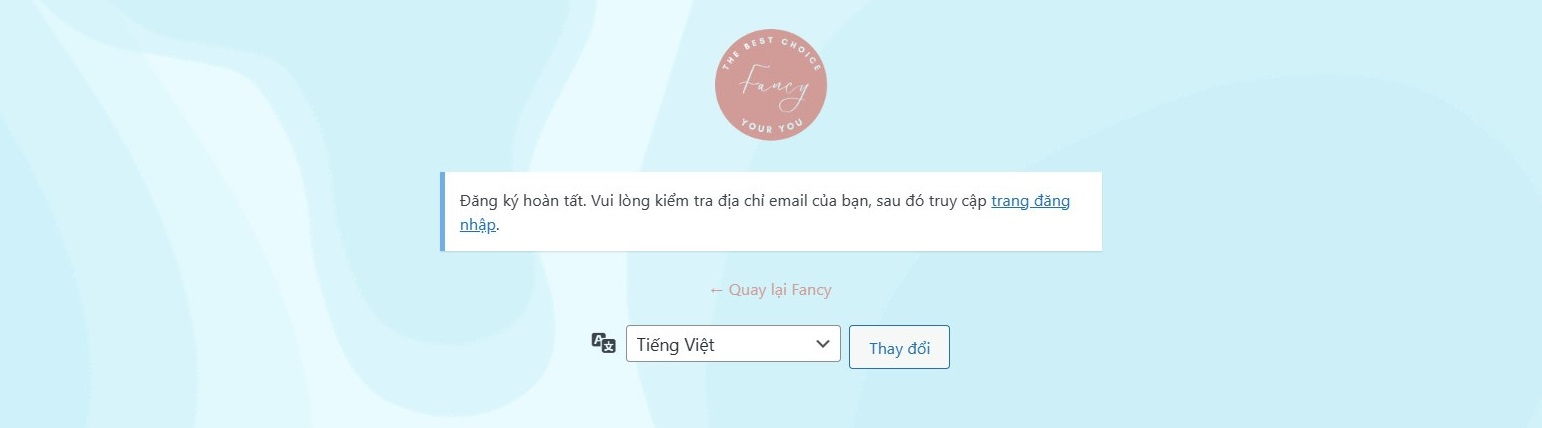 THE BEST CHOICE
Fancy
YOUR YOU
Đăng ký hoàn tất. Vui lòng kiểm tra địa chỉ email của bạn, sau đó truy cập trang đăng
nhập.
← Quay lại Fancy
Tiếng Việt
Thay đổi